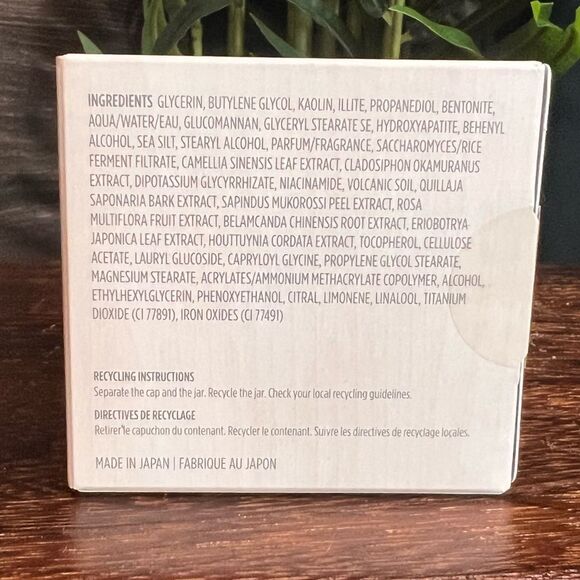 INGREDIENTS GLYCERIN, BUTYLENE GLYCOL, KAOLIN, ILLITE, PROPANEDIOL, BENTONITE,
AQUA/WATER/EAU, GLUCOMANNAN, GLYCERYL STEARATE SE, HYDROXYAPATITE, BEHENYL
ALCOHOL, SEA SILT, STEARYL ALCOHOL, PARFUM/FRAGRANCE, SACCHAROMYCES/RICE
FERMENT FILTRATE, CAMELLIA SINENSIS LEAF EXTRACT, CLADOSIPHON OKAMURANUS
EXTRACT, DIPOTASSIUM GLYCYRRHIZATE, NIACINAMIDE, VOLCANIC SOIL, QUILLAJA
SAPONARIA BARK EXTRACT, SAPINDUS MUKOROSSI PEEL EXTRACT, ROSA
MULTIFLORA FRUIT EXTRACT, BELAMCANDA CHINENSIS ROOT EXTRACT, ERIOBOTRYA
JAPONICA LEAF EXTRACT, HOUTTUYNIA CORDATA EXTRACT, TOCOPHEROL, CELLULOSE
ACETATE, LAURYL GLUCOSIDE, CAPRYLOYL GLYCINE, PROPYLENE GLYCOL STEARATE,
MAGNESIUM STEARATE, ACRYLATES/AMMONIUM METHACRYLATE COPOLYMER, ALCOHOL,
ETHYLHEXYLGLYCERIN, PHENOXYETHANOL, CITRAL, LIMONENE, LINALOOL, TITANIUM
DIOXIDE (CI 77891), IRON OXIDES (CI 77491)
RECYCLING INSTRUCTIONS
Separate the cap and the jar. Recycle the jar. Check your local recycling guidelines.
DIRECTIVES DE RECYCLAGE
Retirer le capuchon du contenant. Recycler le contenant. Suivre les directives de recyclage locales.
MADE IN JAPAN | FABRIQUE AU JAPON